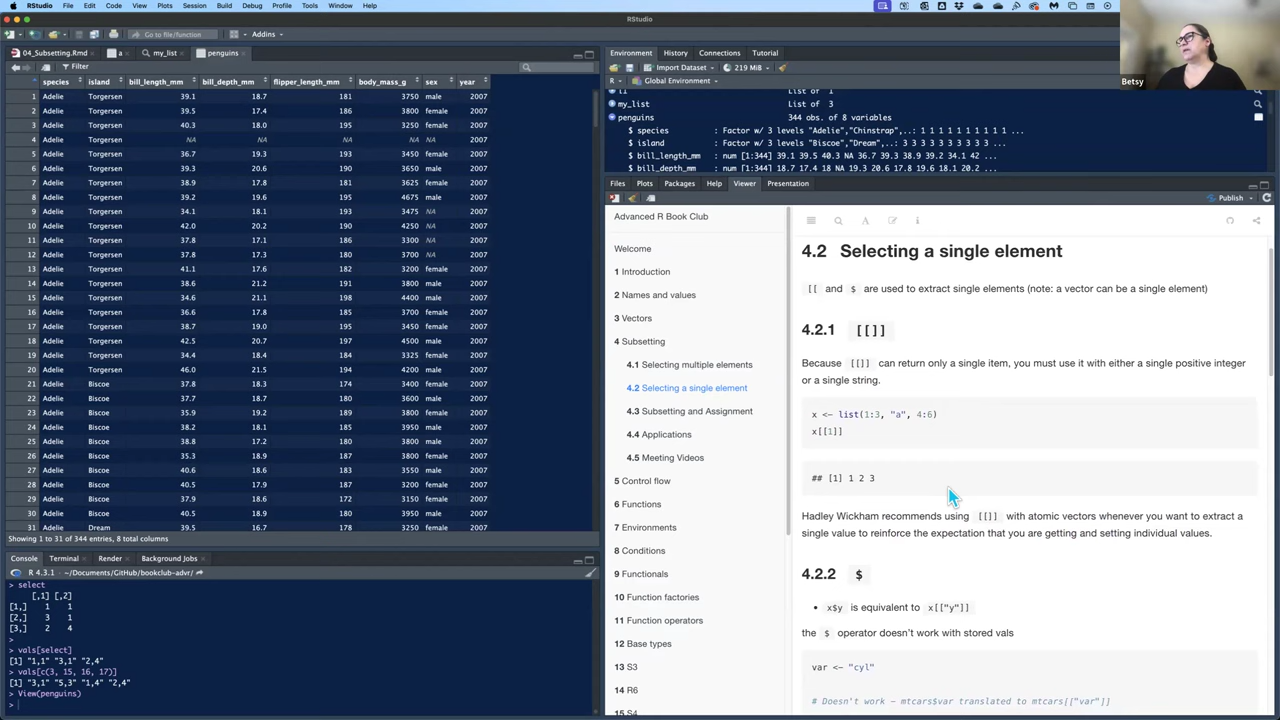 RStudio File Edit Code View Plots Session Build Debug Profile Tools Window Help
RStudio
Go to file/function Addins
04_Subsetting.Rmd a my_list penguins
Filter
species island bill_length_mm bill_depth_mm flipper_length_mm body_mass_g sex year
1 Adelie Torgersen 39.1 18.7 181 3750 male 2007
2 Adelie Torgersen 39.5 17.4 186 3800 female 2007
3 Adelie Torgersen 40.3 18.0 195 3250 female 2007
4 Adelie Torgersen NA NA NA NA NA 2007
5 Adelie Torgersen 36.7 19.3 193 3450 female 2007
6 Adelie Torgersen 39.3 20.6 190 3650 male 2007
7 Adelie Torgersen 38.9 17.8 181 3625 female 2007
8 Adelie Torgersen 39.2 19.6 195 4675 male 2007
9 Adelie Torgersen 34.1 18.1 193 3475 NA 2007
10 Adelie Torgersen 42.0 20.2 190 4250 NA 2007
11 Adelie Torgersen 37.8 17.1 186 3300 NA 2007
12 Adelie Torgersen 37.8 17.3 180 3700 NA 2007
13 Adelie Torgersen 41.1 17.6 182 3200 female 2007
14 Adelie Torgersen 38.6 21.2 191 3800 male 2007
15 Adelie Torgersen 34.6 21.1 198 4400 male 2007
16 Adelie Torgersen 36.6 17.8 185 3700 female 2007
17 Adelie Torgersen 38.7 19.0 195 3450 female 2007
18 Adelie Torgersen 42.5 20.7 197 4500 male 2007
19 Adelie Torgersen 34.4 18.4 184 3325 female 2007
20 Adelie Torgersen 46.0 21.5 194 4200 male 2007
21 Adelie Biscoe 37.8 18.3 174 3400 female 2007
22 Adelie Biscoe 37.7 18.7 180 3600 male 2007
23 Adelie Biscoe 35.9 19.2 189 3800 female 2007
24 Adelie Biscoe 38.2 18.1 185 3950 male 2007
25 Adelie Biscoe 38.8 17.2 180 3800 male 2007
26 Adelie Biscoe 35.3 18.9 187 3800 female 2007
27 Adelie Biscoe 40.6 18.6 183 3550 male 2007
28 Adelie Biscoe 40.5 17.9 187 3200 female 2007
29 Adelie Biscoe 37.9 18.6 172 3150 female 2007
30 Adelie Biscoe 40.5 18.9 180 3950 male 2007
31 Adelie Dream 39.5 16.7 178 3250 female 2007
Showing 1 to 31 of 344 entries, 8 total columns
Console Terminal Render Background Jobs
R 4.3.1 · ~/Documents/GitHub/bookclub-advr/
> select
[,1] [,2]
[1,] 1 1
[2,] 3 1
[3,] 2 4
>
> vals[select]
[1] "1,1" "3,1" "2,4"
> vals[c(3, 15, 16, 17)]
[1] "3,1" "5,3" "1,4" "2,4"
> View(penguins)
>
Environment History Connections Tutorial
Import Dataset 219 MiB
R Global Environment
List of 1
my_list List of 3
penguins 344 obs. of 8 variables
$ species : Factor w/ 3 levels "Adelie","Chinstrap",..: 1 1 1 1 1 1 1 1 1 1 ...
$ island : Factor w/ 3 levels "Biscoe","Dream",..: 3 3 3 3 3 3 3 3 3 3 ...
$ bill_length_mm : num [1:344] 39.1 39.5 40.3 NA 36.7 39.3 38.9 39.2 34.1 42 ...
$ bill_depth_mm : num [1:344] 18.7 17.4 18 NA 19.3 20.6 17.8 19.6 18.1 20.2 ...
Betsy
Files Plots Packages Help Viewer Presentation
Publish
Advanced R Book Club
Welcome
1 Introduction
2 Names and values
3 Vectors
4 Subsetting
4.1 Selecting multiple elements
4.2 Selecting a single element
4.3 Subsetting and Assignment
4.4 Applications
4.5 Meeting Videos
5 Control flow
6 Functions
7 Environments
8 Conditions
9 Functionals
10 Function factories
11 Function operators
12 Base types
13 S3
14 R6
15 S4
4.2 Selecting a single element
[[ and $ are used to extract single elements (note: a vector can be a single element)
4.2.1 [[]]
Because [[]] can return only a single item, you must use it with either a single positive integer
or a single string.
x <- list(1:3, "a", 4:6)
x[[1]]
## [1] 1 2 3
Hadley Wickham recommends using [[]] with atomic vectors whenever you want to extract a
single value to reinforce the expectation that you are getting and setting individual values.
4.2.2 $
• x$y is equivalent to x[["y"]]
the $ operator doesn't work with stored vals
var <- "cyl"
# Doesn't work - mtcars$var translated to mtcars[["var"]]